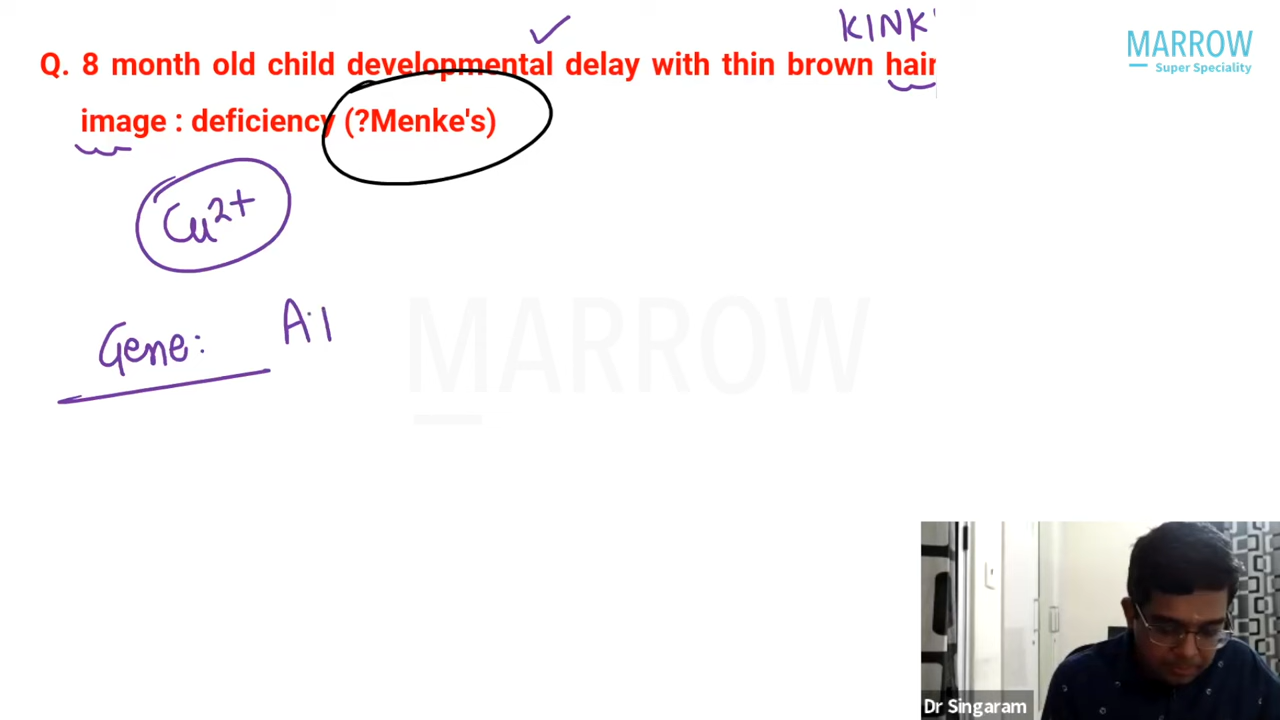 KINK
MARROW
Super Speciality
Q. 8 month old child developmental delay with thin brown hair
image : deficiency (?Menke's)
Cu2+
Gene: A
MARROW
Dr Singaram